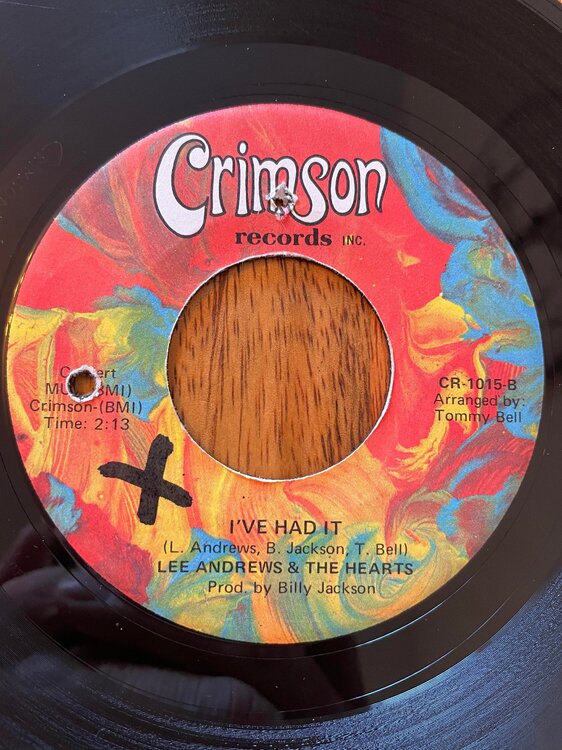 Crimson
records INC.
(BMI)
Crimson-(BMI)
Time: 2:13
CR-1015-B
Arranged by:
Tommy Bell
X
I'VE HAD IT
(L. Andrews, B. Jackson, T. Bell)
LEE ANDREWS & THE HEARTS
Prod. by Billy Jackson